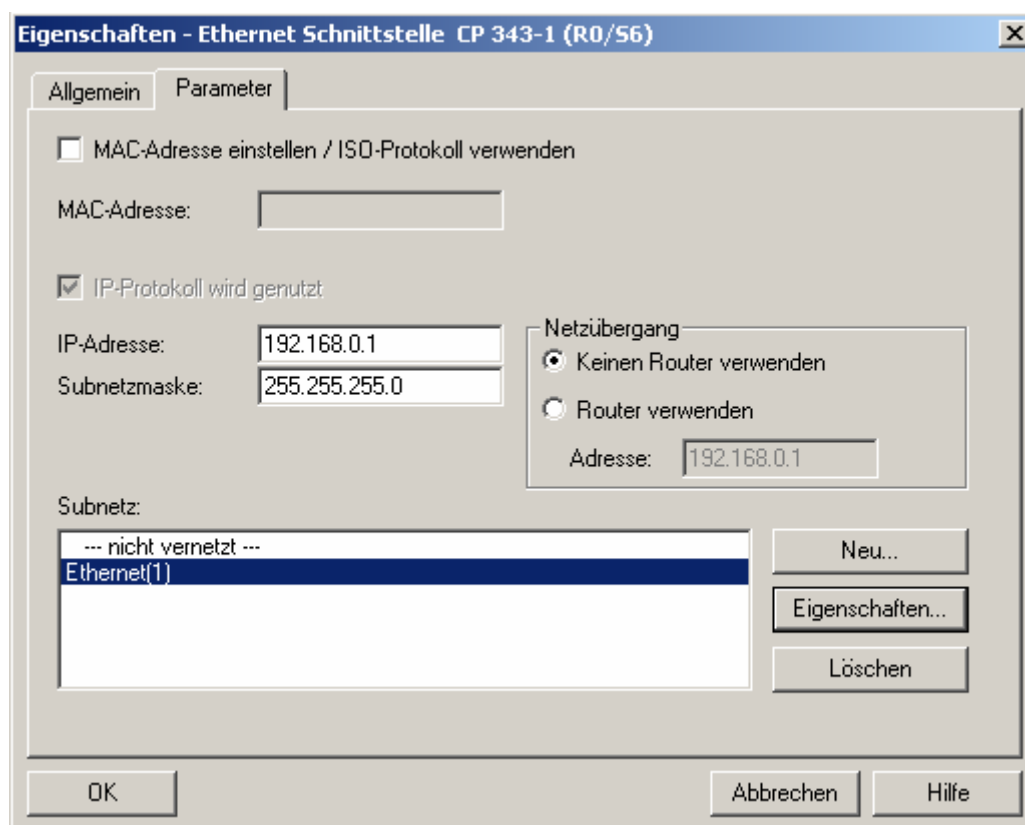 Eigenschaften - Ethernet Schnittstelle CP 343-1 (R0/S6)
Allgemein
Parameter
MAC-Adresse einstellen / ISO-Protokoll verwenden
MAC-Adresse:
IP-Protokoll wird genutzt
IP-Adresse:
192.168.0.1
Subnetzmaske:
255.255.255.0
Netzübergang
Keinen Router verwenden
Router verwenden
Adresse:
192.168.0.1
Subnetz:
--- nicht vernetzt ---
Ethernet(1)
Neu...
Eigenschaften...
Löschen
OK
Abbrechen
Hilfe